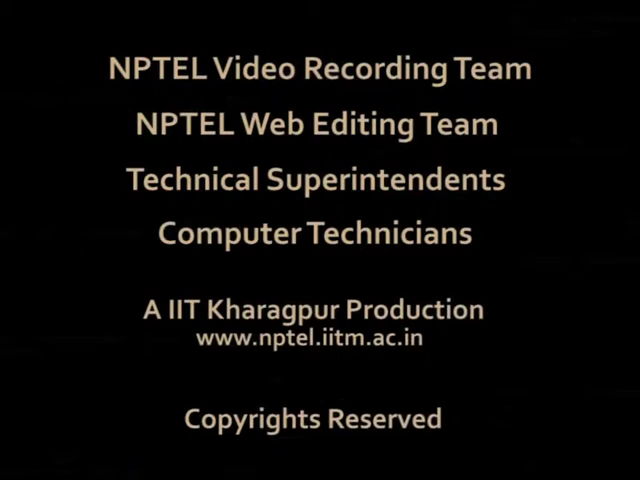 NPTEL Video Recording Team
NPTEL Web Editing Team
Technical Superintendents
Computer Technicians
A IIT Kharagpur Production
www.nptel.iitm.ac.in
Copyrights Reserved